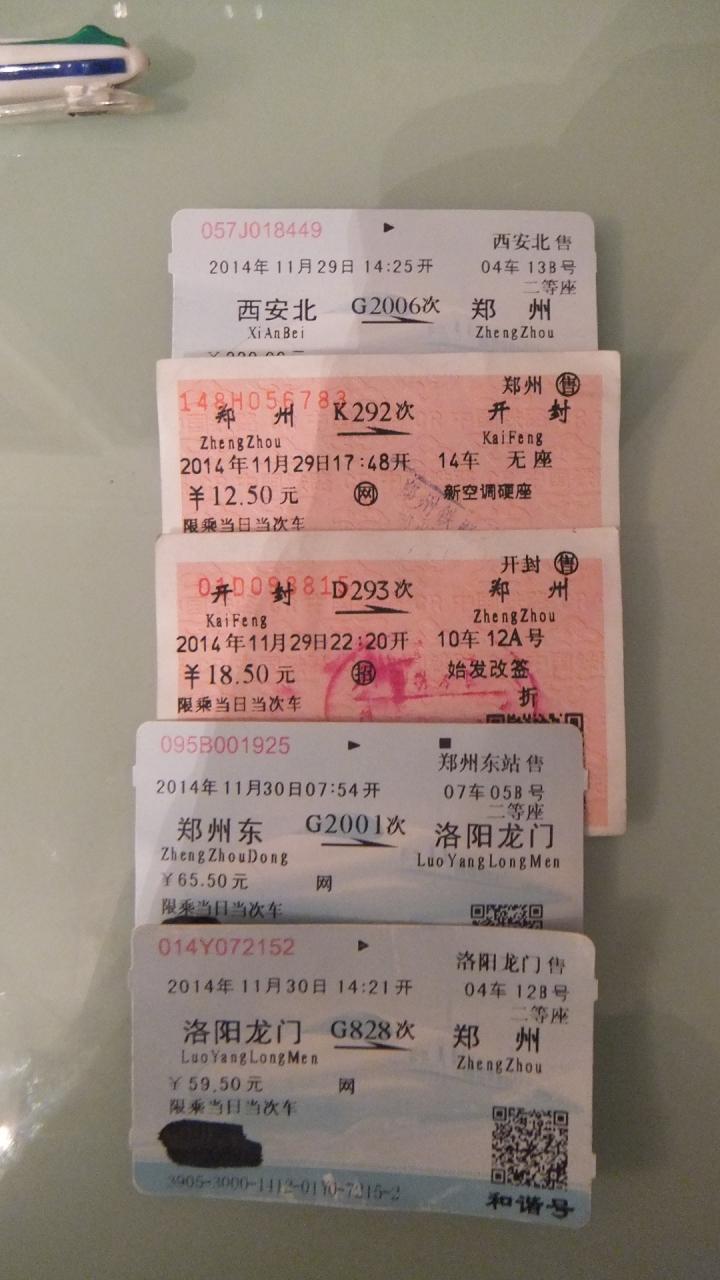 057J018449
西安北 售
2014年11月29日 14:25开 04车 13B号
二等座
西安北 G2006次 郑 州
XiAnBei ZhengZhou
148H056783
郑州 售
郑 州 K292次 开 封
ZhengZhou KaiFeng
2014年11月29日17:48开 14车 无座
￥12.50元 网 新空调硬座
限乘当日当次车
开封 售
开 封 D293次 郑 州
KaiFeng ZhengZhou
2014年11月29日22:20开 10车 12A号
￥18.50元 招 始发改签
折
限乘当日当次车
095B001925
郑州东站 售
2014年11月30日07:54开 07车 05B号
二等座
郑州东 G2001次 洛阳龙门
ZhengZhouDong LuoYangLongMen
￥65.50元 网
限乘当日当次车
014Y072152
洛阳龙门 售
2014年11月30日 14:21开 04车 12B号
二等座
洛阳龙门 G828次 郑 州
LuoYangLongMen ZhengZhou
￥59.50元 网
限乘当日当次车
和谐号